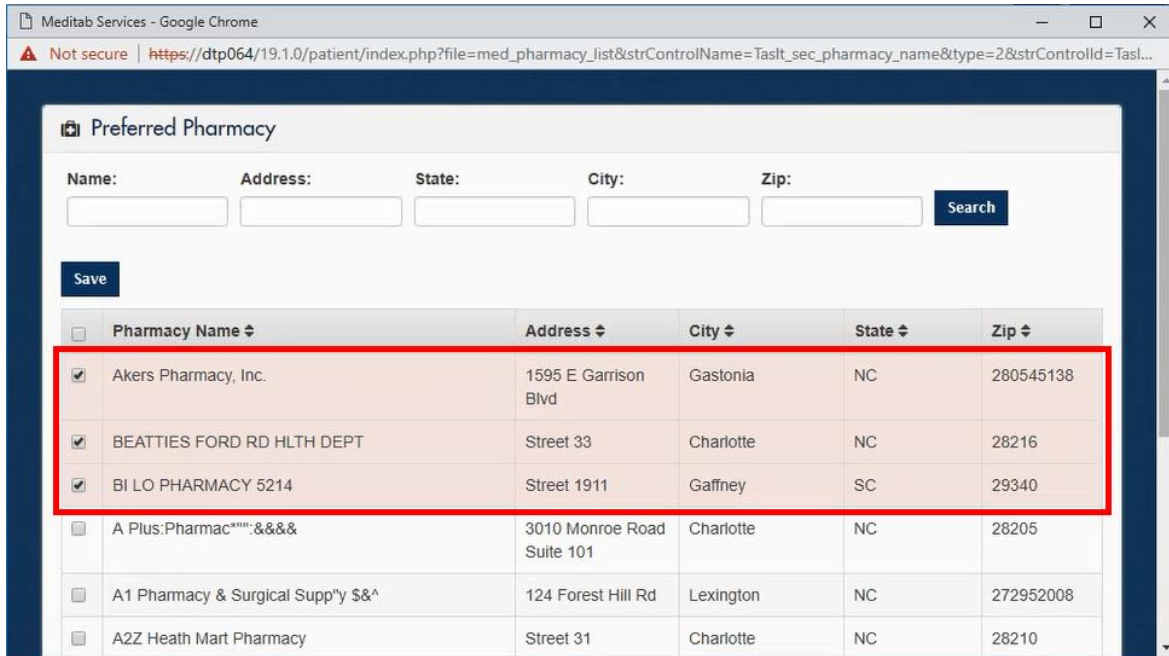 Meditab Services - Google Chrome
Not secure | https://dtp064/19.1.0/patient/index.php?file=med_pharmacy_list&strControlName=Taslt_sec_pharmacy_name&type=2&strControlId=Tasl...
Preferred Pharmacy
Name: Address: State: City: Zip:
Search
Save
Pharmacy Name Address City State Zip
Akers Pharmacy, Inc. 1595 E Garrison Gastonia NC 280545138
Blvd
BEATTIES FORD RD HLTH DEPT Street 33 Charlotte NC 28216
BI LO PHARMACY 5214 Street 1911 Gaffney SC 29340
A Plus:Pharmac*"'":&&&& 3010 Monroe Road Charlotte NC 28205
Suite 101
A1 Pharmacy & Surgical Supp"y $&^ 124 Forest Hill Rd Lexington NC 272952008
A2Z Heath Mart Pharmacy Street 31 Charlotte NC 28210